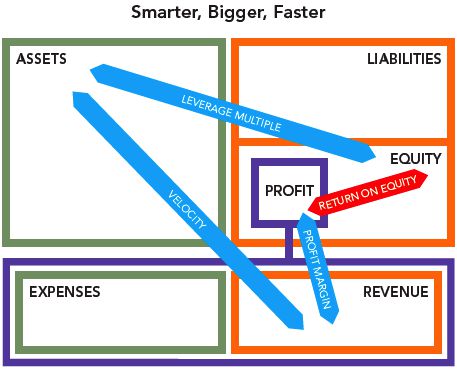 Smarter, Bigger, Faster
ASSETS
LIABILITIES
LEVERAGE MULTIPLE
EQUITY
PROFIT
RETURN ON EQUITY
VELOCITY
PROFIT MARGIN
EXPENSES
REVENUE